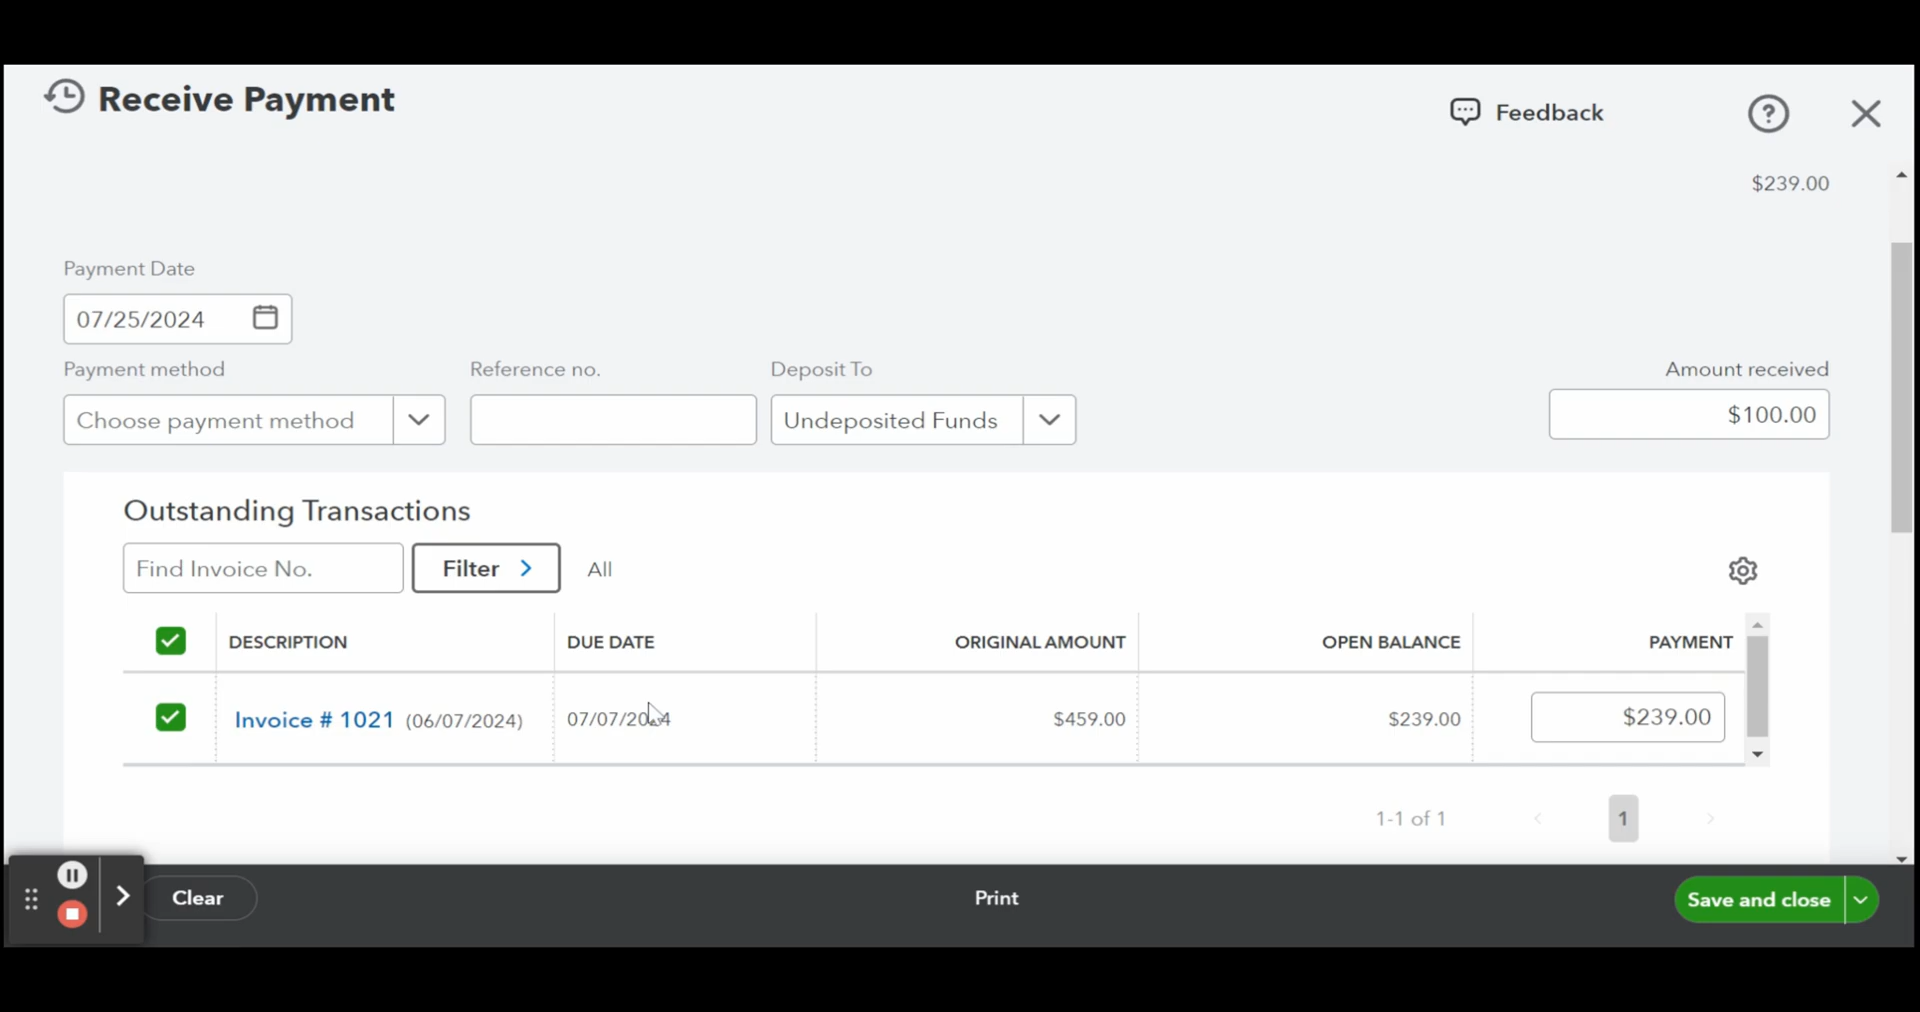 Receive Payment
Feedback
$239.00
Payment Date
07/25/2024
Payment method
Reference no.
Deposit To
Amount received
Choose payment method
Undeposited Funds
$100.00
Outstanding Transactions
Find Invoice No.
Filter
All
DESCRIPTION
DUE DATE
ORIGINAL AMOUNT
OPEN BALANCE
PAYMENT
Invoice # 1021 (06/07/2024)
07/07/2024
$459.00
$239.00
$239.00
1-1 of 1
1
Clear
Print
Save and close